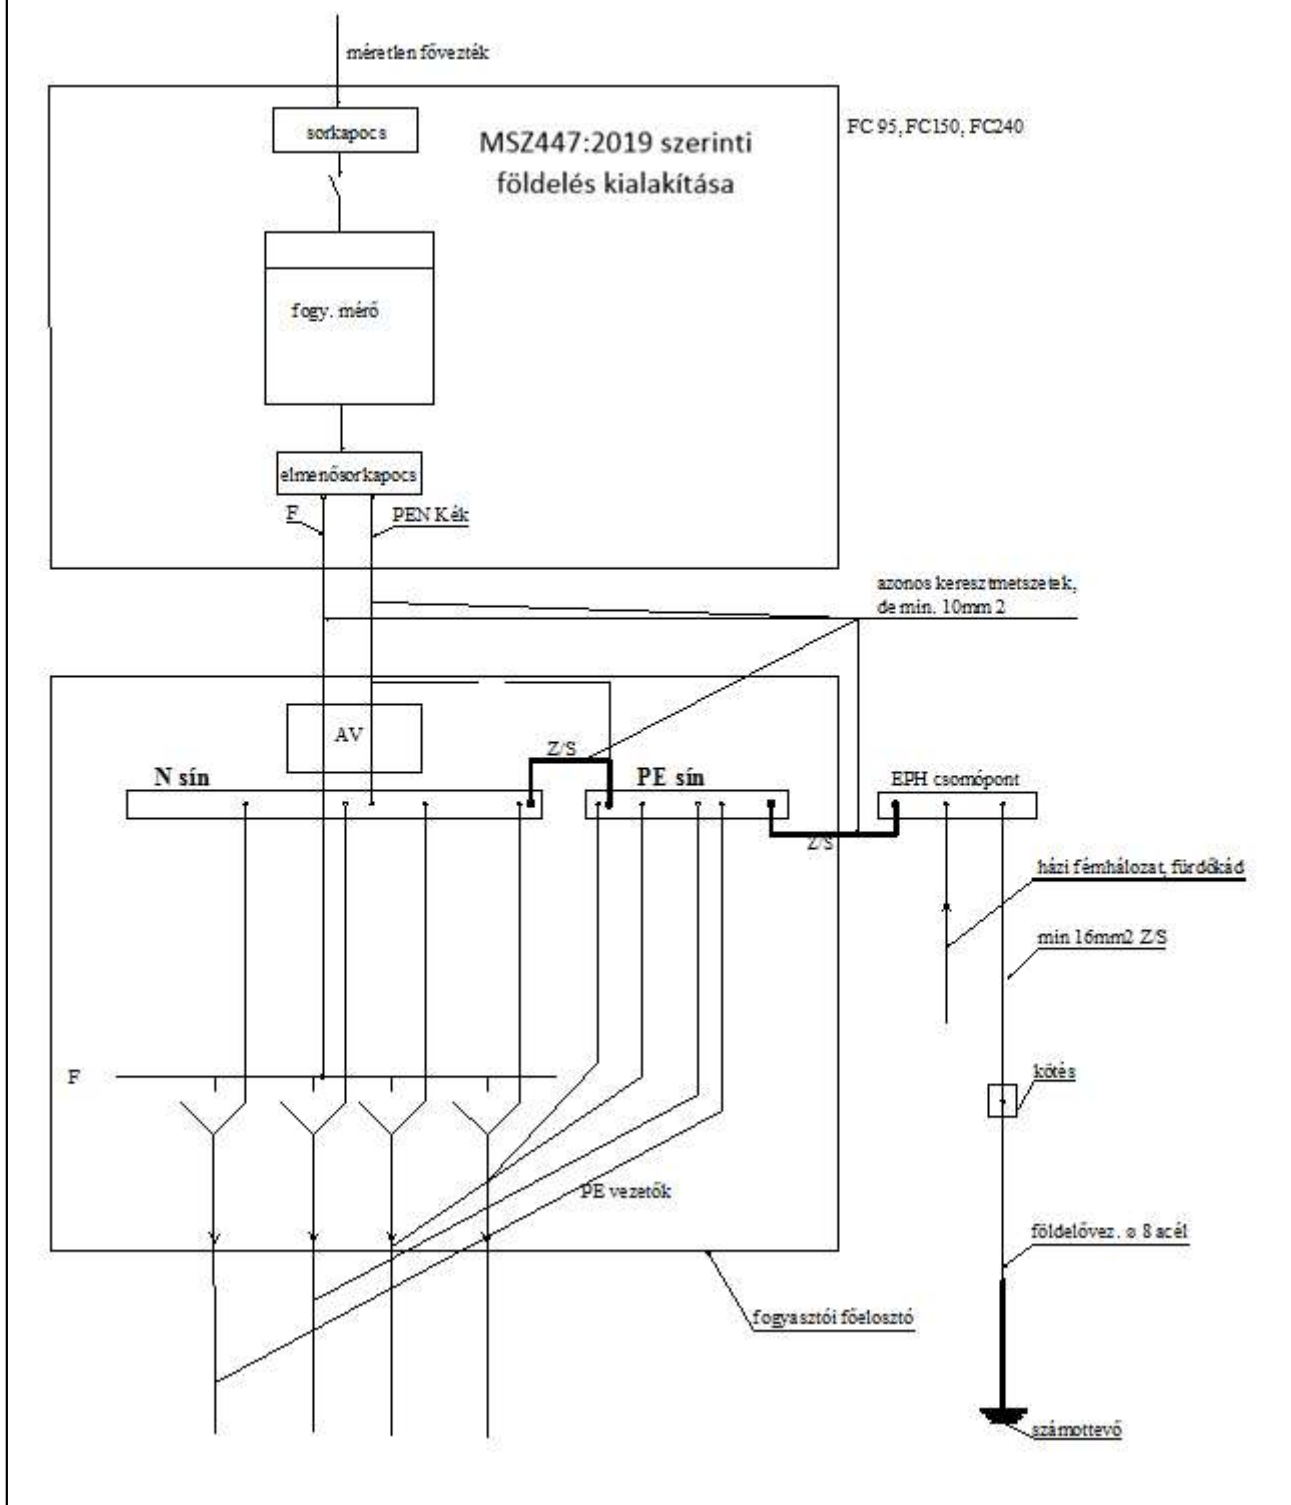 méretlen fővezték
sorkapocs
MSZ447:2019 szerinti
földelés kialakítása
FC 95, FC150, FC240
fogy. mérő
elmenősorkapocs
F
PEN Kék
azonos keresztmetszetek,
de min. 10mm 2
AV
Z/S
N sín
PE sín
EPH csomópont
Z/S
házi fémhálozat, fürdőkád
min 16mm2 Z/S
F
kötés
PE vezetők
földelővez. ø 8 acél
fogyasztói főelosztó
számottevő